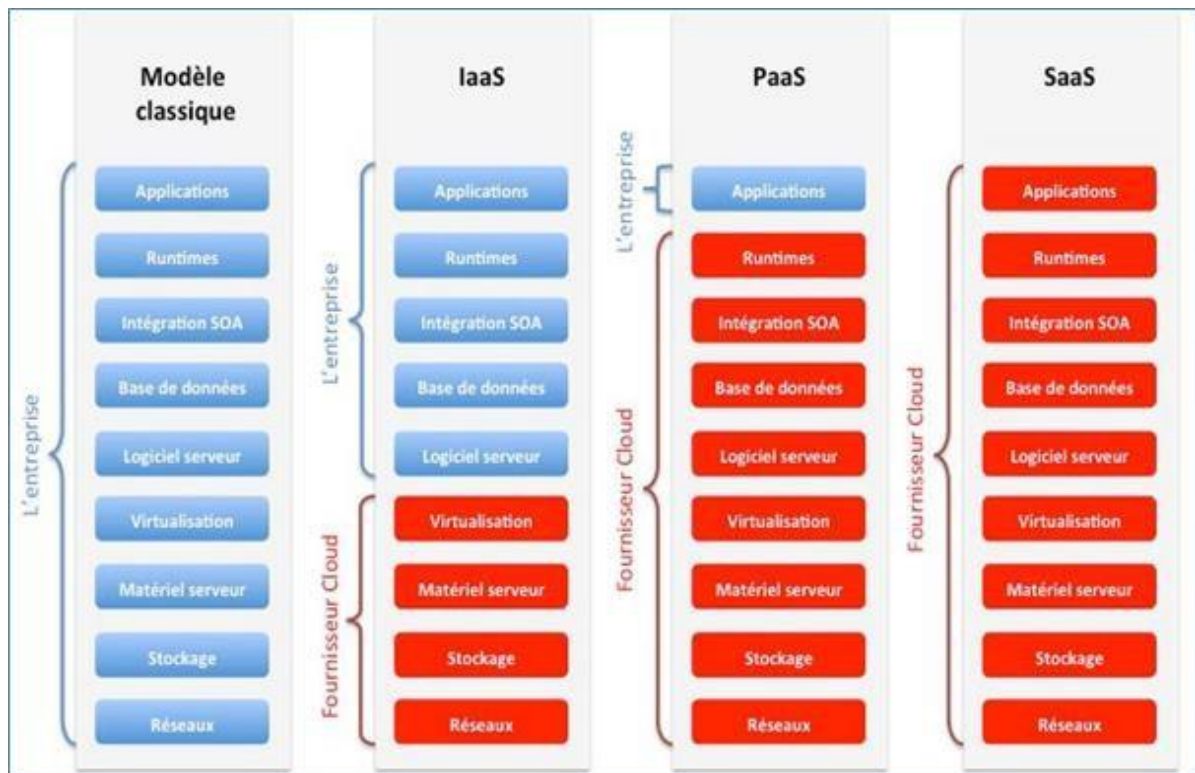 Modèle
classique
L'entreprise
Applications
Runtimes
Intégration SOA
Base de données
Logiciel serveur
Virtualisation
Matériel serveur
Stockage
Réseaux
IaaS
L'entreprise
Applications
Runtimes
Intégration SOA
Base de données
Logiciel serveur
Fournisseur Cloud
Virtualisation
Matériel serveur
Stockage
Réseaux
PaaS
L'entreprise
Applications
Fournisseur Cloud
Runtimes
Intégration SOA
Base de données
Logiciel serveur
Virtualisation
Matériel serveur
Stockage
Réseaux
SaaS
Fournisseur Cloud
Applications
Runtimes
Intégration SOA
Base de données
Logiciel serveur
Virtualisation
Matériel serveur
Stockage
Réseaux